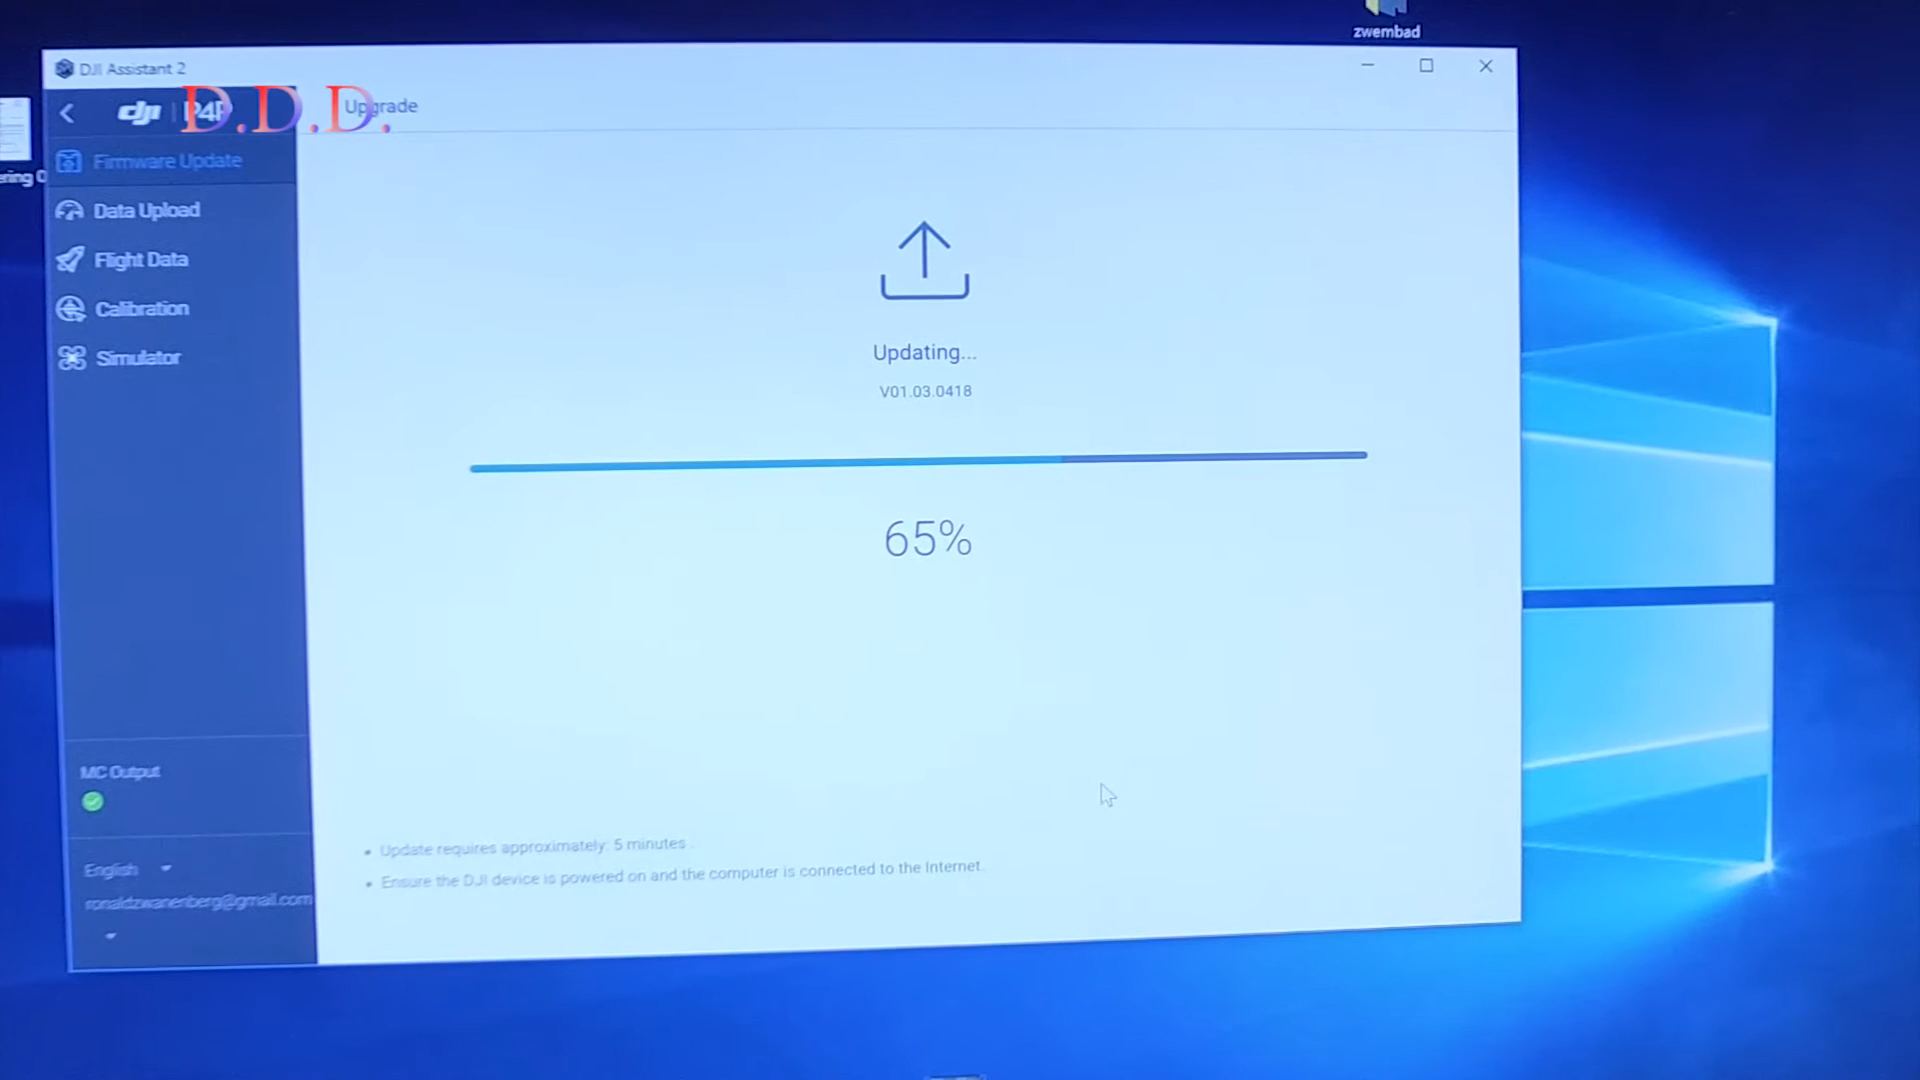 zwembad
DJI Assistant 2
dji P4P
D.D.D.
Upgrade
Firmware Update
Data Upload
Flight Data
Calibration
Simulator
Updating...
V01.03.0418
65%
MC Output
Update requires approximately: 5 minutes
Ensure the DJI device is powered on and the computer is connected to the Internet.
English
ronaldzwanenberg@gmail.com